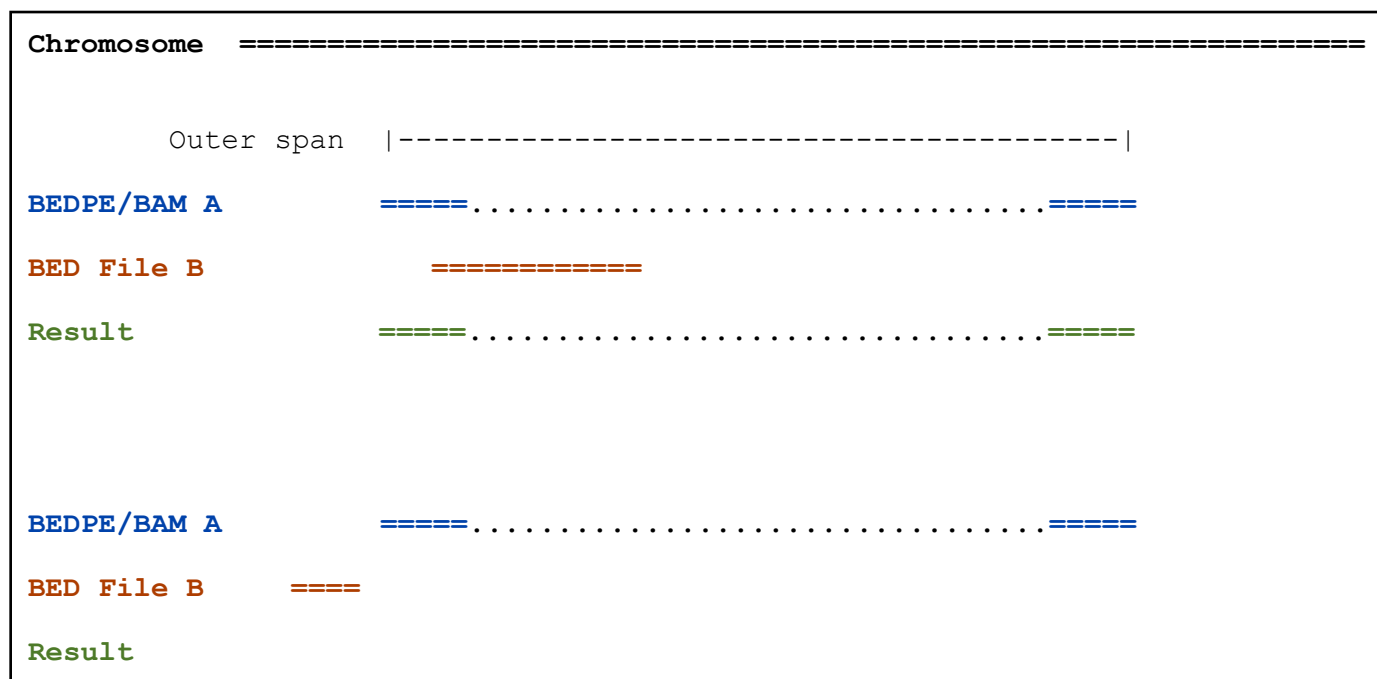 Chromosome ================================================================
Outer span |-----------------------------------------|
BEDPE/BAM A =====.................................=====
BED File B ============
Result =====.................................=====
BEDPE/BAM A =====.................................=====
BED File B ====
Result